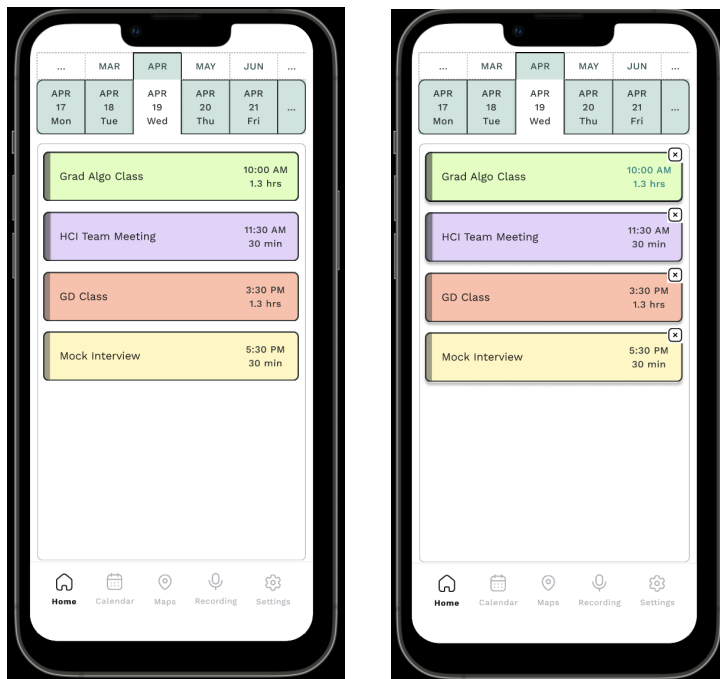 ... MAR APR MAY JUN ...
APR APR APR APR APR
17 18 19 20 21 ...
Mon Tue Wed Thu Fri
Grad Algo Class
10:00 AM
1.3 hrs
HCI Team Meeting
11:30 AM
30 min
GD Class
3:30 PM
1.3 hrs
Mock Interview
5:30 PM
30 min
Home Calendar Maps Recording Settings
... MAR APR MAY JUN ...
APR APR APR APR APR
17 18 19 20 21 ...
Mon Tue Wed Thu Fri
Grad Algo Class
10:00 AM
1.3 hrs
HCI Team Meeting
11:30 AM
30 min
GD Class
3:30 PM
1.3 hrs
Mock Interview
5:30 PM
30 min
Home Calendar Maps Recording Settings